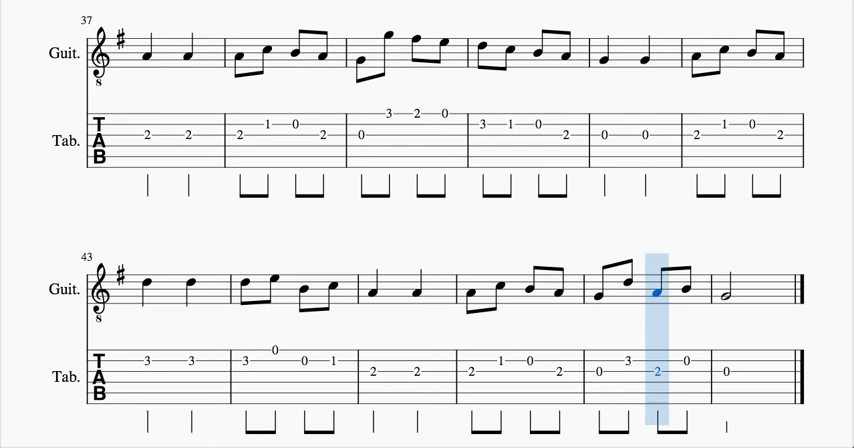 37
Guit.
8
3 2 0
1 0 3 1 0 1 0
Tab. 2 2 2 2 0 2 0 0 2 2
43
Guit.
8
0
3 3 3 0 1 1 0 3 0
Tab. 2 2 2 2 0 2 0